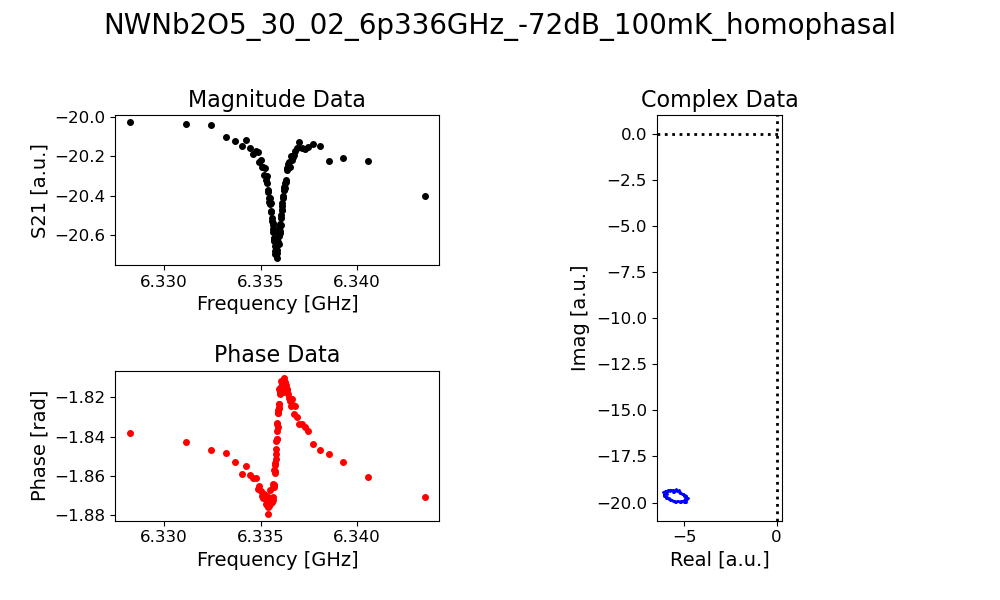 NWNb2O5_30_02_6p336GHz_-72dB_100mK_homophasal
Magnitude Data
−20.0
−20.2
−20.4
−20.6
S21 [a.u.]
6.330
6.335
6.340
Frequency [GHz]
Phase Data
−1.82
−1.84
−1.86
−1.88
Phase [rad]
6.330
6.335
6.340
Frequency [GHz]
Complex Data
0.0
−2.5
−5.0
−7.5
−10.0
−12.5
−15.0
−17.5
−20.0
Imag [a.u.]
−5
0
Real [a.u.]